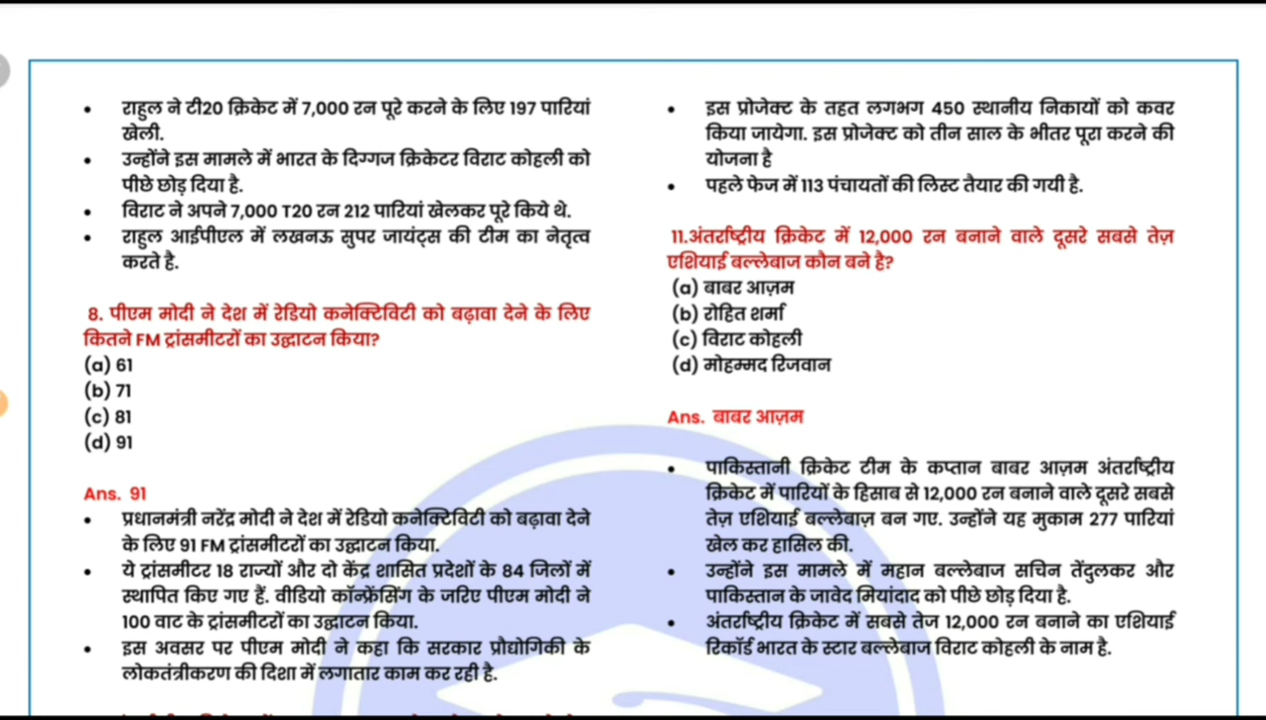 राहुल ने टी20 क्रिकेट में 7,000 रन पूरे करने के लिए 197 पारियां
खेली.
उन्होंने इस मामले में भारत के दिग्गज क्रिकेटर विराट कोहली को
पीछे छोड़ दिया है.
विराट ने अपने 7,000 T20 रन 212 पारियां खेलकर पूरे किये थे.
राहुल आईपीएल में लखनऊ सुपर जायंट्स की टीम का नेतृत्व
करते है.
8. पीएम मोदी ने देश में रेडियो कनेक्टिविटी को बढ़ावा देने के लिए
कितने FM ट्रांसमीटरों का उद्घाटन किया?
(a) 61
(b) 71
(c) 81
(d) 91
Ans. 91
प्रधानमंत्री नरेंद्र मोदी ने देश में रेडियो कनेक्टिविटी को बढ़ावा देने
के लिए 91 FM ट्रांसमीटरों का उद्घाटन किया.
ये ट्रांसमीटर 18 राज्यों और दो केंद्र शासित प्रदेशों के 84 जिलों में
स्थापित किए गए हैं. वीडियो कॉन्फ्रेंसिंग के जरिए पीएम मोदी ने
100 वाट के ट्रांसमीटरों का उद्घाटन किया.
इस अवसर पर पीएम मोदी ने कहा कि सरकार प्रौद्योगिकी के
लोकतंत्रीकरण की दिशा में लगातार काम कर रही है.
इस प्रोजेक्ट के तहत लगभग 450 स्थानीय निकायों को कवर
किया जायेगा. इस प्रोजेक्ट को तीन साल के भीतर पूरा करने की
योजना है
पहले फेज में 113 पंचायतों की लिस्ट तैयार की गयी है.
11.अंतर्राष्ट्रीय क्रिकेट में 12,000 रन बनाने वाले दूसरे सबसे तेज़
एशियाई बल्लेबाज कौन बने है?
(a) बाबर आज़म
(b) रोहित शर्मा
(c) विराट कोहली
(d) मोहम्मद रिजवान
Ans. बाबर आज़म
पाकिस्तानी क्रिकेट टीम के कप्तान बाबर आज़म अंतर्राष्ट्रीय
क्रिकेट में पारियों के हिसाब से 12,000 रन बनाने वाले दूसरे सबसे
तेज़ एशियाई बल्लेबाज़ बन गए. उन्होंने यह मुकाम 277 पारियां
खेल कर हासिल की.
उन्होंने इस मामले में महान बल्लेबाज सचिन तेंदुलकर और
पाकिस्तान के जावेद मियांदाद को पीछे छोड़ दिया है.
अंतर्राष्ट्रीय क्रिकेट में सबसे तेज 12,000 रन बनाने का एशियाई
रिकॉर्ड भारत के स्टार बल्लेबाज विराट कोहली के नाम है.